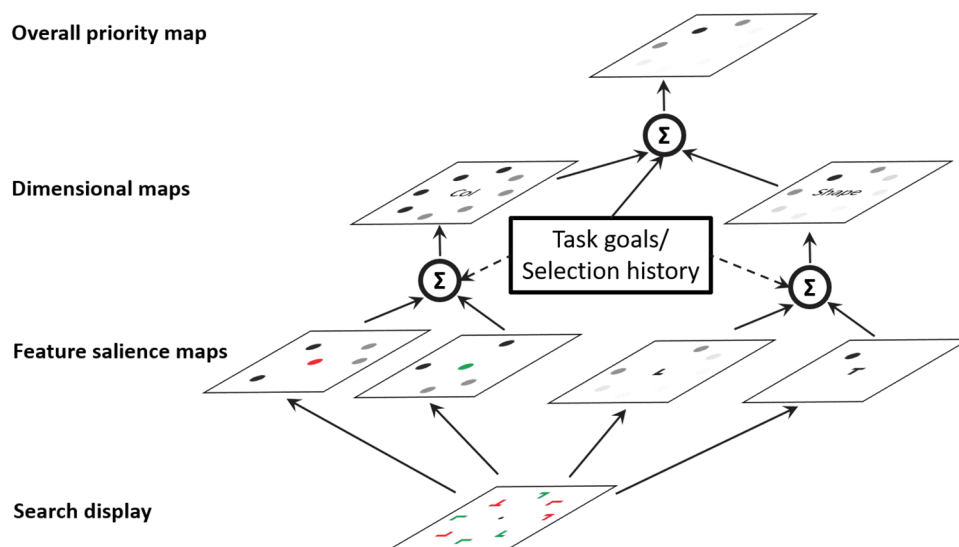 Overall priority map
Σ
Dimensional maps
Col
Shape
Task goals/
Selection history
Σ
Σ
Feature salience maps
L
T
Search display